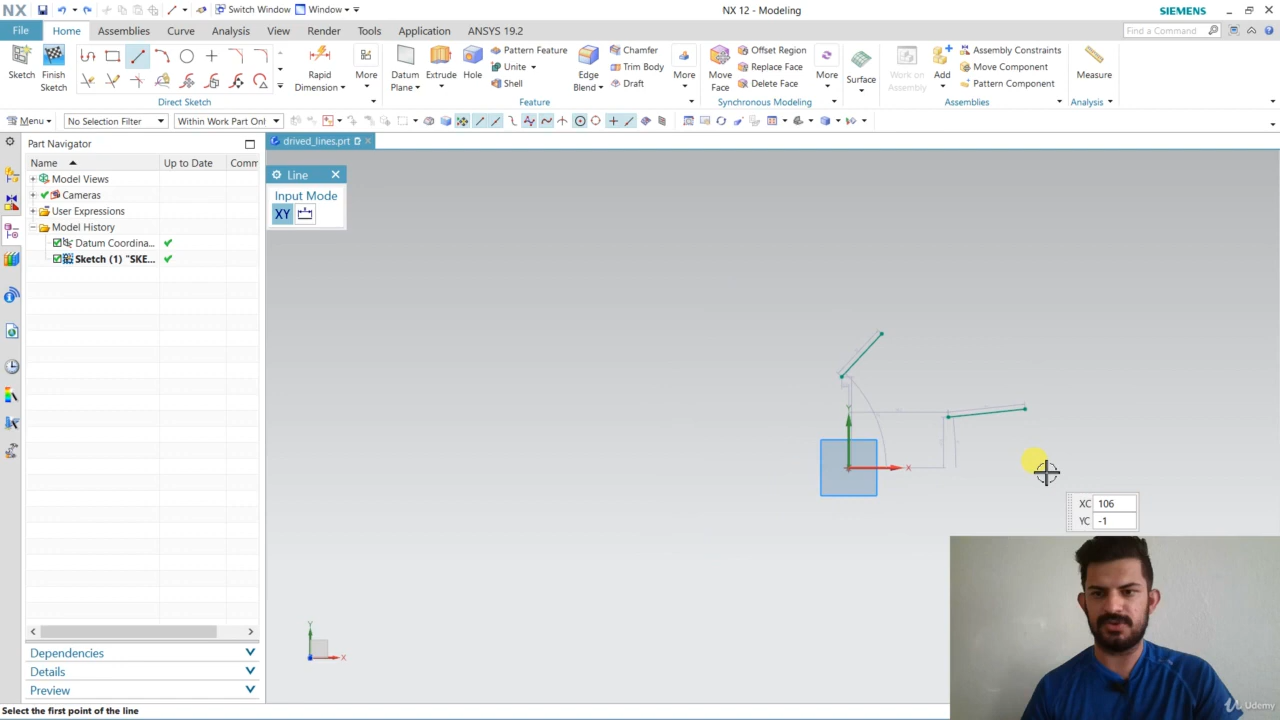 NX
Switch Window
Window
NX 12 - Modeling
SIEMENS
File
Home
Assemblies
Curve
Analysis
View
Render
Tools
Application
ANSYS 19.2
Find a Command
Sketch
Finish
Sketch
Rapid
Dimension
More
Direct Sketch
Datum
Plane
Extrude
Hole
Pattern Feature
Unite
Shell
Edge
Blend
Chamfer
Trim Body
Draft
More
Feature
Move
Face
Offset Region
Replace Face
Delete Face
More
Synchronous Modeling
Surface
Work on
Assembly
Add
Assembly Constraints
Move Component
Pattern Component
Assemblies
Measure
Analysis
Menu
No Selection Filter
Within Work Part Only
Part Navigator
Name
Up to Date
Comm
Model Views
Cameras
User Expressions
Model History
Datum Coordina...
Sketch (1) "SKE...
Dependencies
Details
Preview
drived_lines.prt
Line
Input Mode
XY
Y
X
XC 106
YC -1
Y
X
Select the first point of the line
Udemy